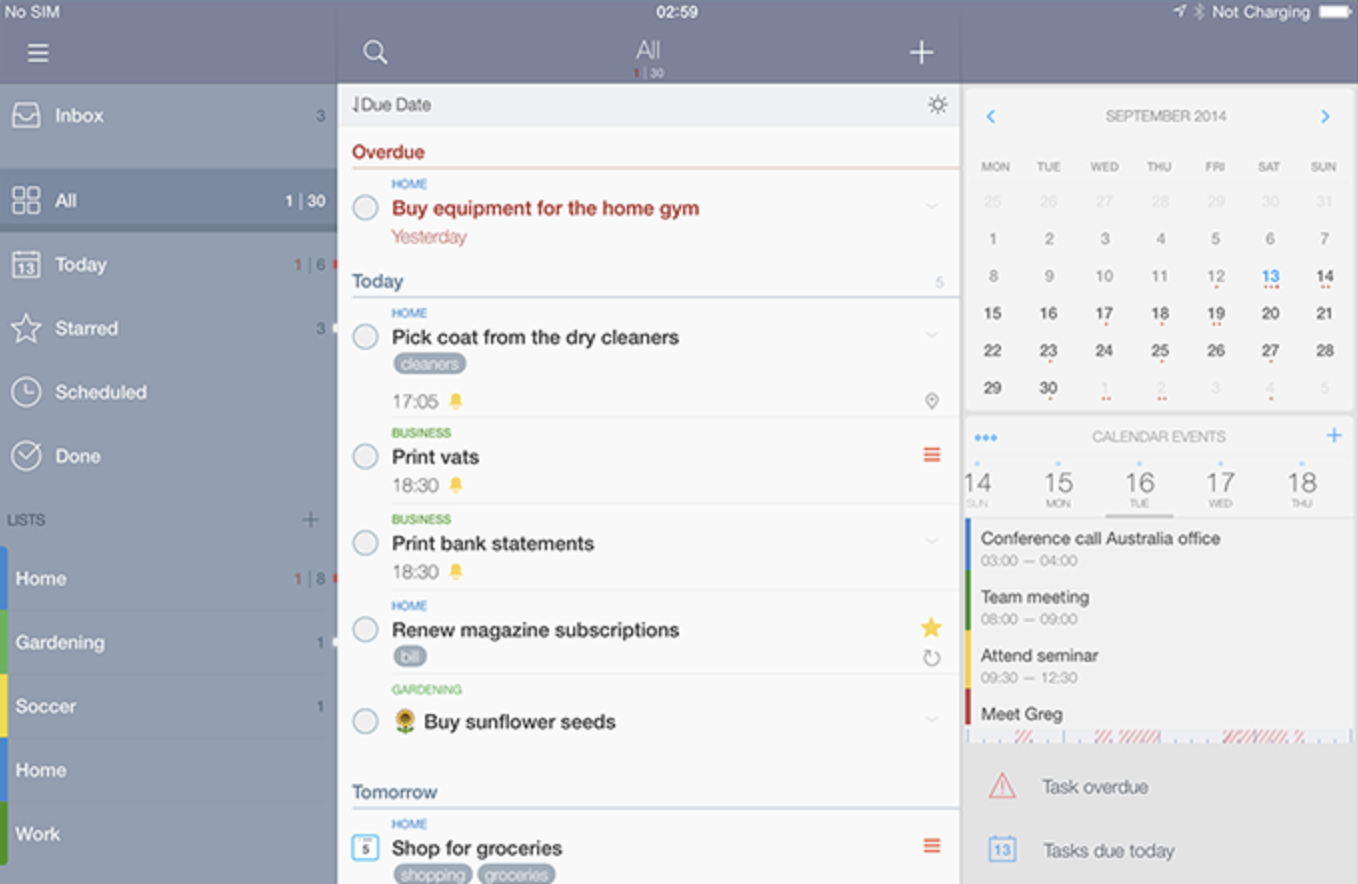 No SIM
02:59
Not Charging
All
1 | 30
Inbox 3
All 1 | 30
13 Today 1 | 6
Starred 3
Scheduled
Done
LISTS +
Home 1 | 8
Gardening 1
Soccer 1
Home
Work
↓Due Date
Overdue
HOME
Buy equipment for the home gym
Yesterday
Today 5
HOME
Pick coat from the dry cleaners
cleaners
17:05
BUSINESS
Print vats
18:30
BUSINESS
Print bank statements
18:30
HOME
Renew magazine subscriptions
bill
GARDENING
Buy sunflower seeds
Tomorrow
HOME
5 Shop for groceries
shopping groceries
SEPTEMBER 2014
MON TUE WED THU FRI SAT SUN
25 26 27 28 29 30 31
1 2 3 4 5 6 7
8 9 10 11 12 13 14
15 16 17 18 19 20 21
22 23 24 25 26 27 28
29 30 1 2 3 4 5
CALENDAR EVENTS +
14 15 16 17 18
SUN MON TUE WED THU
Conference call Australia office
03:00 — 04:00
Team meeting
08:00 — 09:00
Attend seminar
09:30 — 12:30
Meet Greg
Task overdue
13 Tasks due today